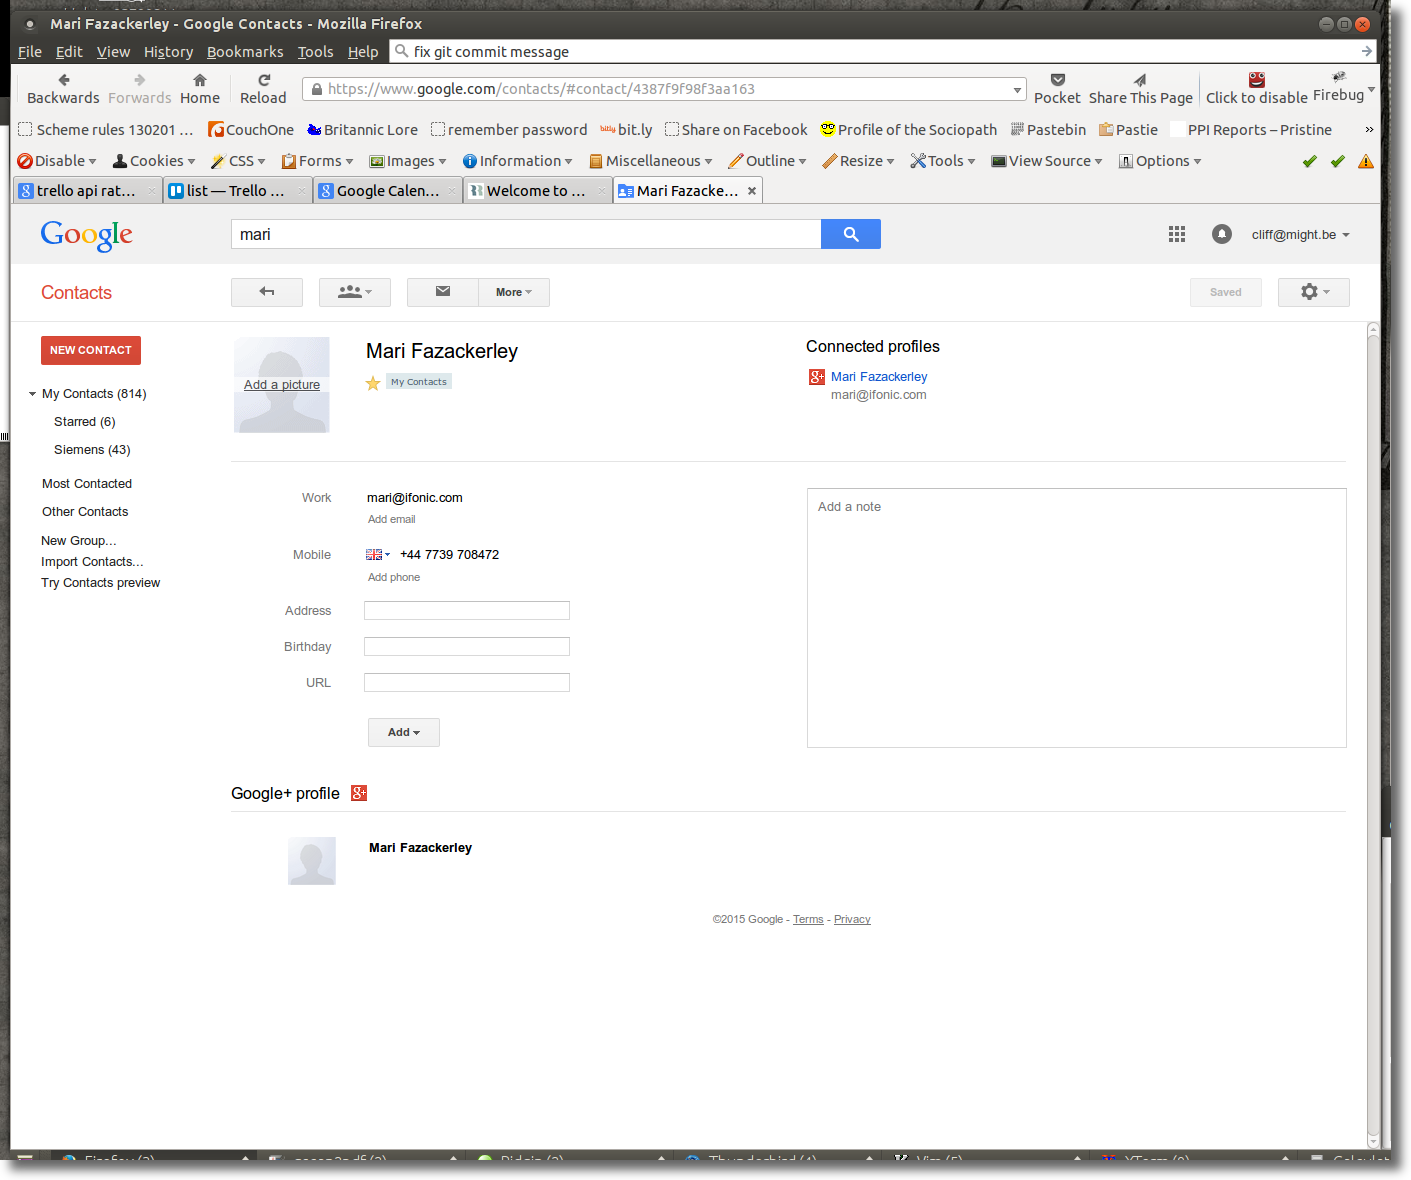 Mari Fazackerley - Google Contacts - Mozilla Firefox
File Edit View History Bookmarks Tools Help fix git commit message
Backwards Forwards Home Reload https://www.google.com/contacts/#contact/4387f9f98f3aa163 Pocket Share This Page Click to disable Firebug
Scheme rules 130201 ... CouchOne Britannic Lore remember password bitly bit.ly Share on Facebook Profile of the Sociopath Pastebin Pastie PPI Reports – Pristine »
Disable Cookies CSS Forms Images Information Miscellaneous Outline Resize Tools View Source Options
trello api rat... list — Trello ... Google Calen... Welcome to ... Mari Fazacke...
Google mari cliff@might.be
Contacts More Saved
NEW CONTACT
My Contacts (814)
Starred (6)
Siemens (43)
Most Contacted
Other Contacts
New Group...
Import Contacts...
Try Contacts preview
Add a picture
Mari Fazackerley
My Contacts
Connected profiles
Mari Fazackerley
mari@ifonic.com
Work mari@ifonic.com
Add email
Mobile +44 7739 708472
Add phone
Address
Birthday
URL
Add
Add a note
Google+ profile
Mari Fazackerley
©2015 Google - Terms - Privacy